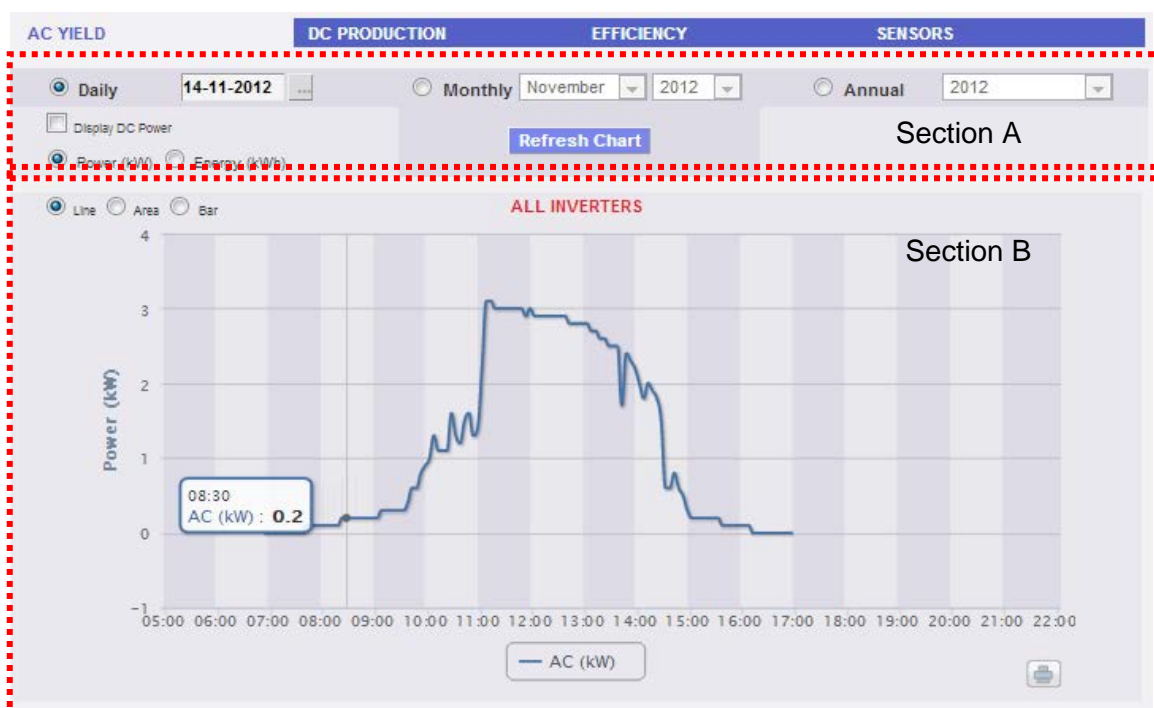 AC YIELD DC PRODUCTION EFFICIENCY SENSORS
Daily 14-11-2012 ... Monthly November 2012 Annual 2012
Display DC Power
Refresh Chart Section A
Power (kW) Energy (kWh)
Line Area Bar ALL INVERTERS
Section B
4
3
2
1
0
-1
Power (kW)
08:30
AC (kW) : 0.2
05:00 06:00 07:00 08:00 09:00 10:00 11:00 12:00 13:00 14:00 15:00 16:00 17:00 18:00 19:00 20:00 21:00 22:00
AC (kW)